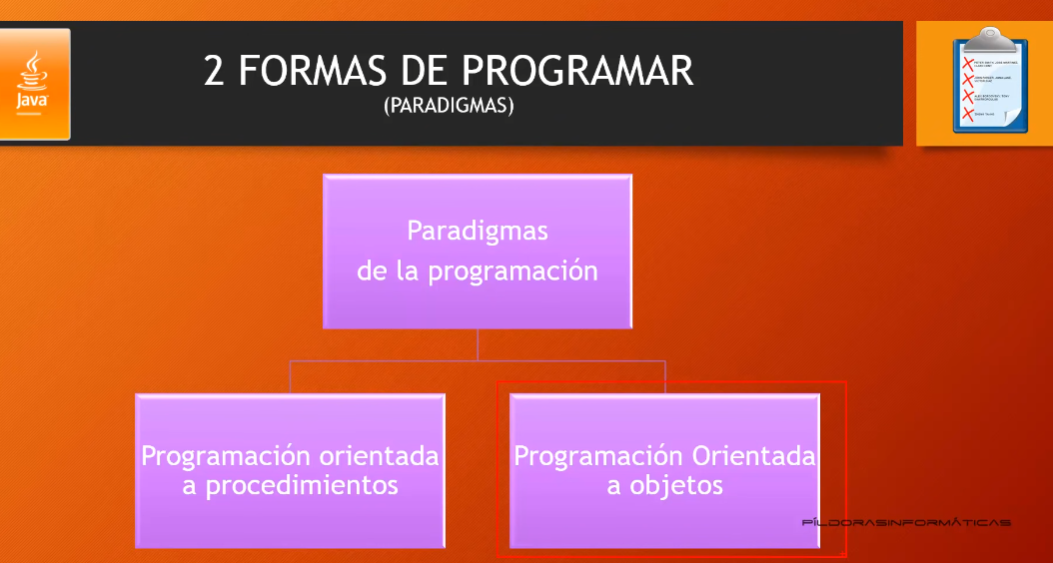 2 FORMAS DE PROGRAMAR
(PARADIGMAS)
Java
Paradigmas
de la programación
Programación orientada
a procedimientos
Programación Orientada
a objetos
PÍLDORASINFORMÁTICAS